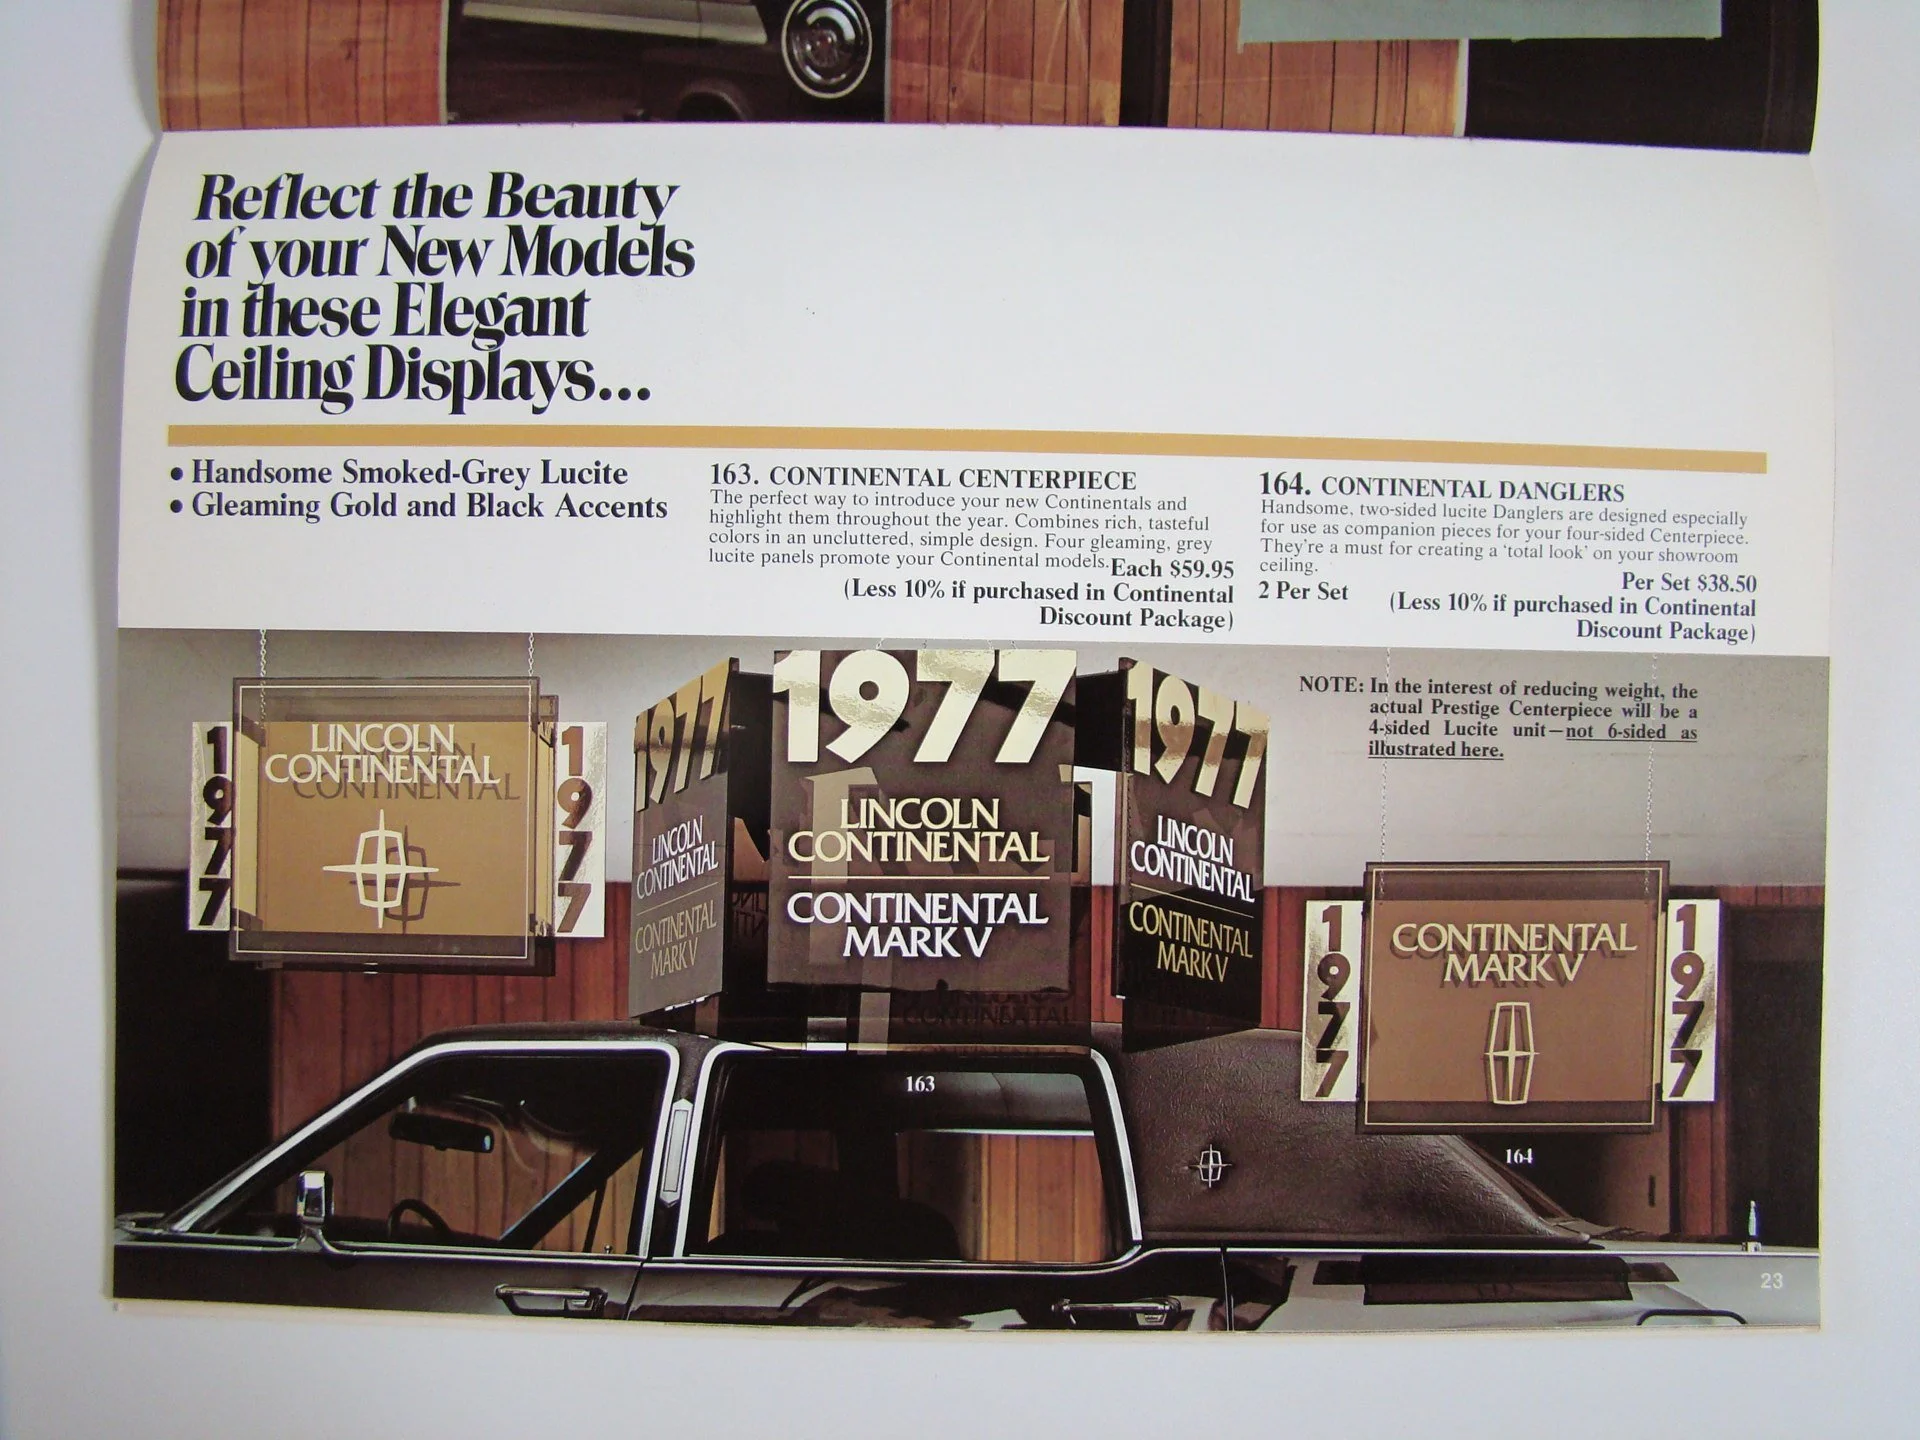 Reflect the Beauty
of your New Models
in these Elegant
Ceiling Displays...
• Handsome Smoked-Grey Lucite
• Gleaming Gold and Black Accents
163. CONTINENTAL CENTERPIECE
The perfect way to introduce your new Continentals and
highlight them throughout the year. Combines rich, tasteful
colors in an uncluttered, simple design. Four gleaming, grey
lucite panels promote your Continental models. Each $59.95
(Less 10% if purchased in Continental
Discount Package)
164. CONTINENTAL DANGLERS
Handsome, two-sided lucite Danglers are designed especially
for use as companion pieces for your four-sided Centerpiece.
They're a must for creating a 'total look' on your showroom
ceiling.
Per Set $38.50
2 Per Set (Less 10% if purchased in Continental
Discount Package)
NOTE: In the interest of reducing weight, the
actual Prestige Centerpiece will be a
4-sided Lucite unit—not 6-sided as
illustrated here.
1977
LINCOLN
CONTINENTAL
1977
1977
LINCOLN
CONTINENTAL
CONTINENTAL
MARK V
1977
LINCOLN
CONTINENTAL
CONTINENTAL
MARK V
1977
LINCOLN
CONTINENTAL
CONTINENTAL
MARK V
1977
CONTINENTAL
MARK V
1977
163
164
23